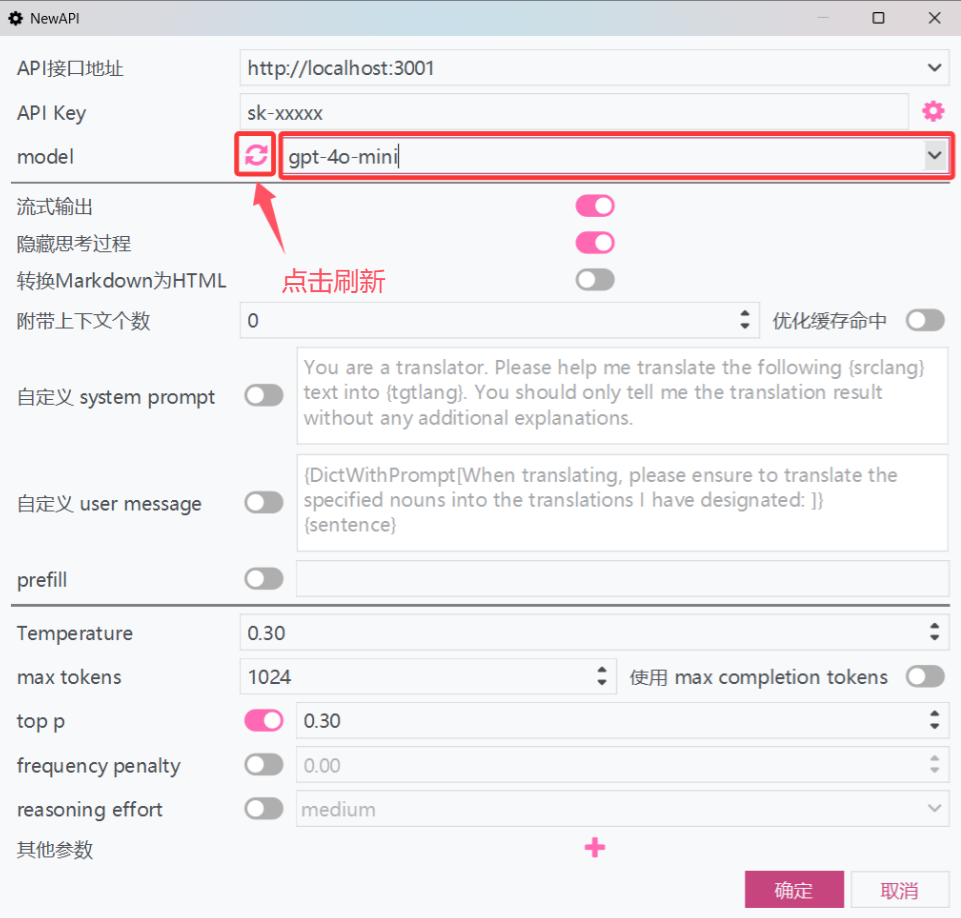 NewAPI
API接口地址 http://localhost:3001
API Key sk-xxxxx
model gpt-4o-mini
流式输出
隐藏思考过程
点击刷新
转换Markdown为HTML
附带上下文个数 0 优化缓存命中
自定义 system prompt
You are a translator. Please help me translate the following {srclang}
text into {tgtlang}. You should only tell me the translation result
without any additional explanations.
自定义 user message
{DictWithPrompt[When translating, please ensure to translate the
specified nouns into the translations I have designated: ]}
{sentence}
prefill
Temperature 0.30
max tokens 1024 使用 max completion tokens
top p 0.30
frequency penalty 0.00
reasoning effort medium
其他参数
确定 取消